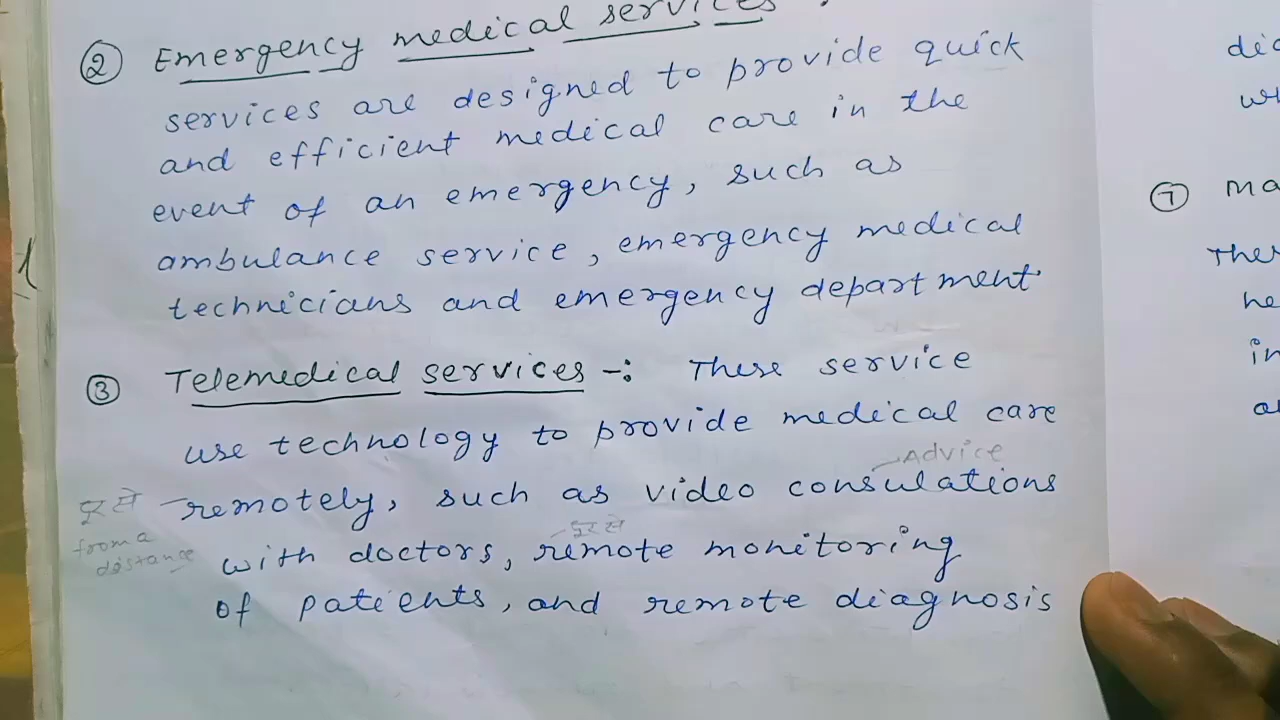 ② Emergency medical services :
services are designed to provide quick
and efficient medical care in the
event of an emergency, such as
ambulance service, emergency medical
technicians and emergency department
③ Telemedical services -: These service
use technology to provide medical care
Advice
दूर से remotely, such as video consulations
from a distance
दूर से
with doctors, remote monitoring
of patients, and remote diagnosis
⑦ Ma
Ther
he
in